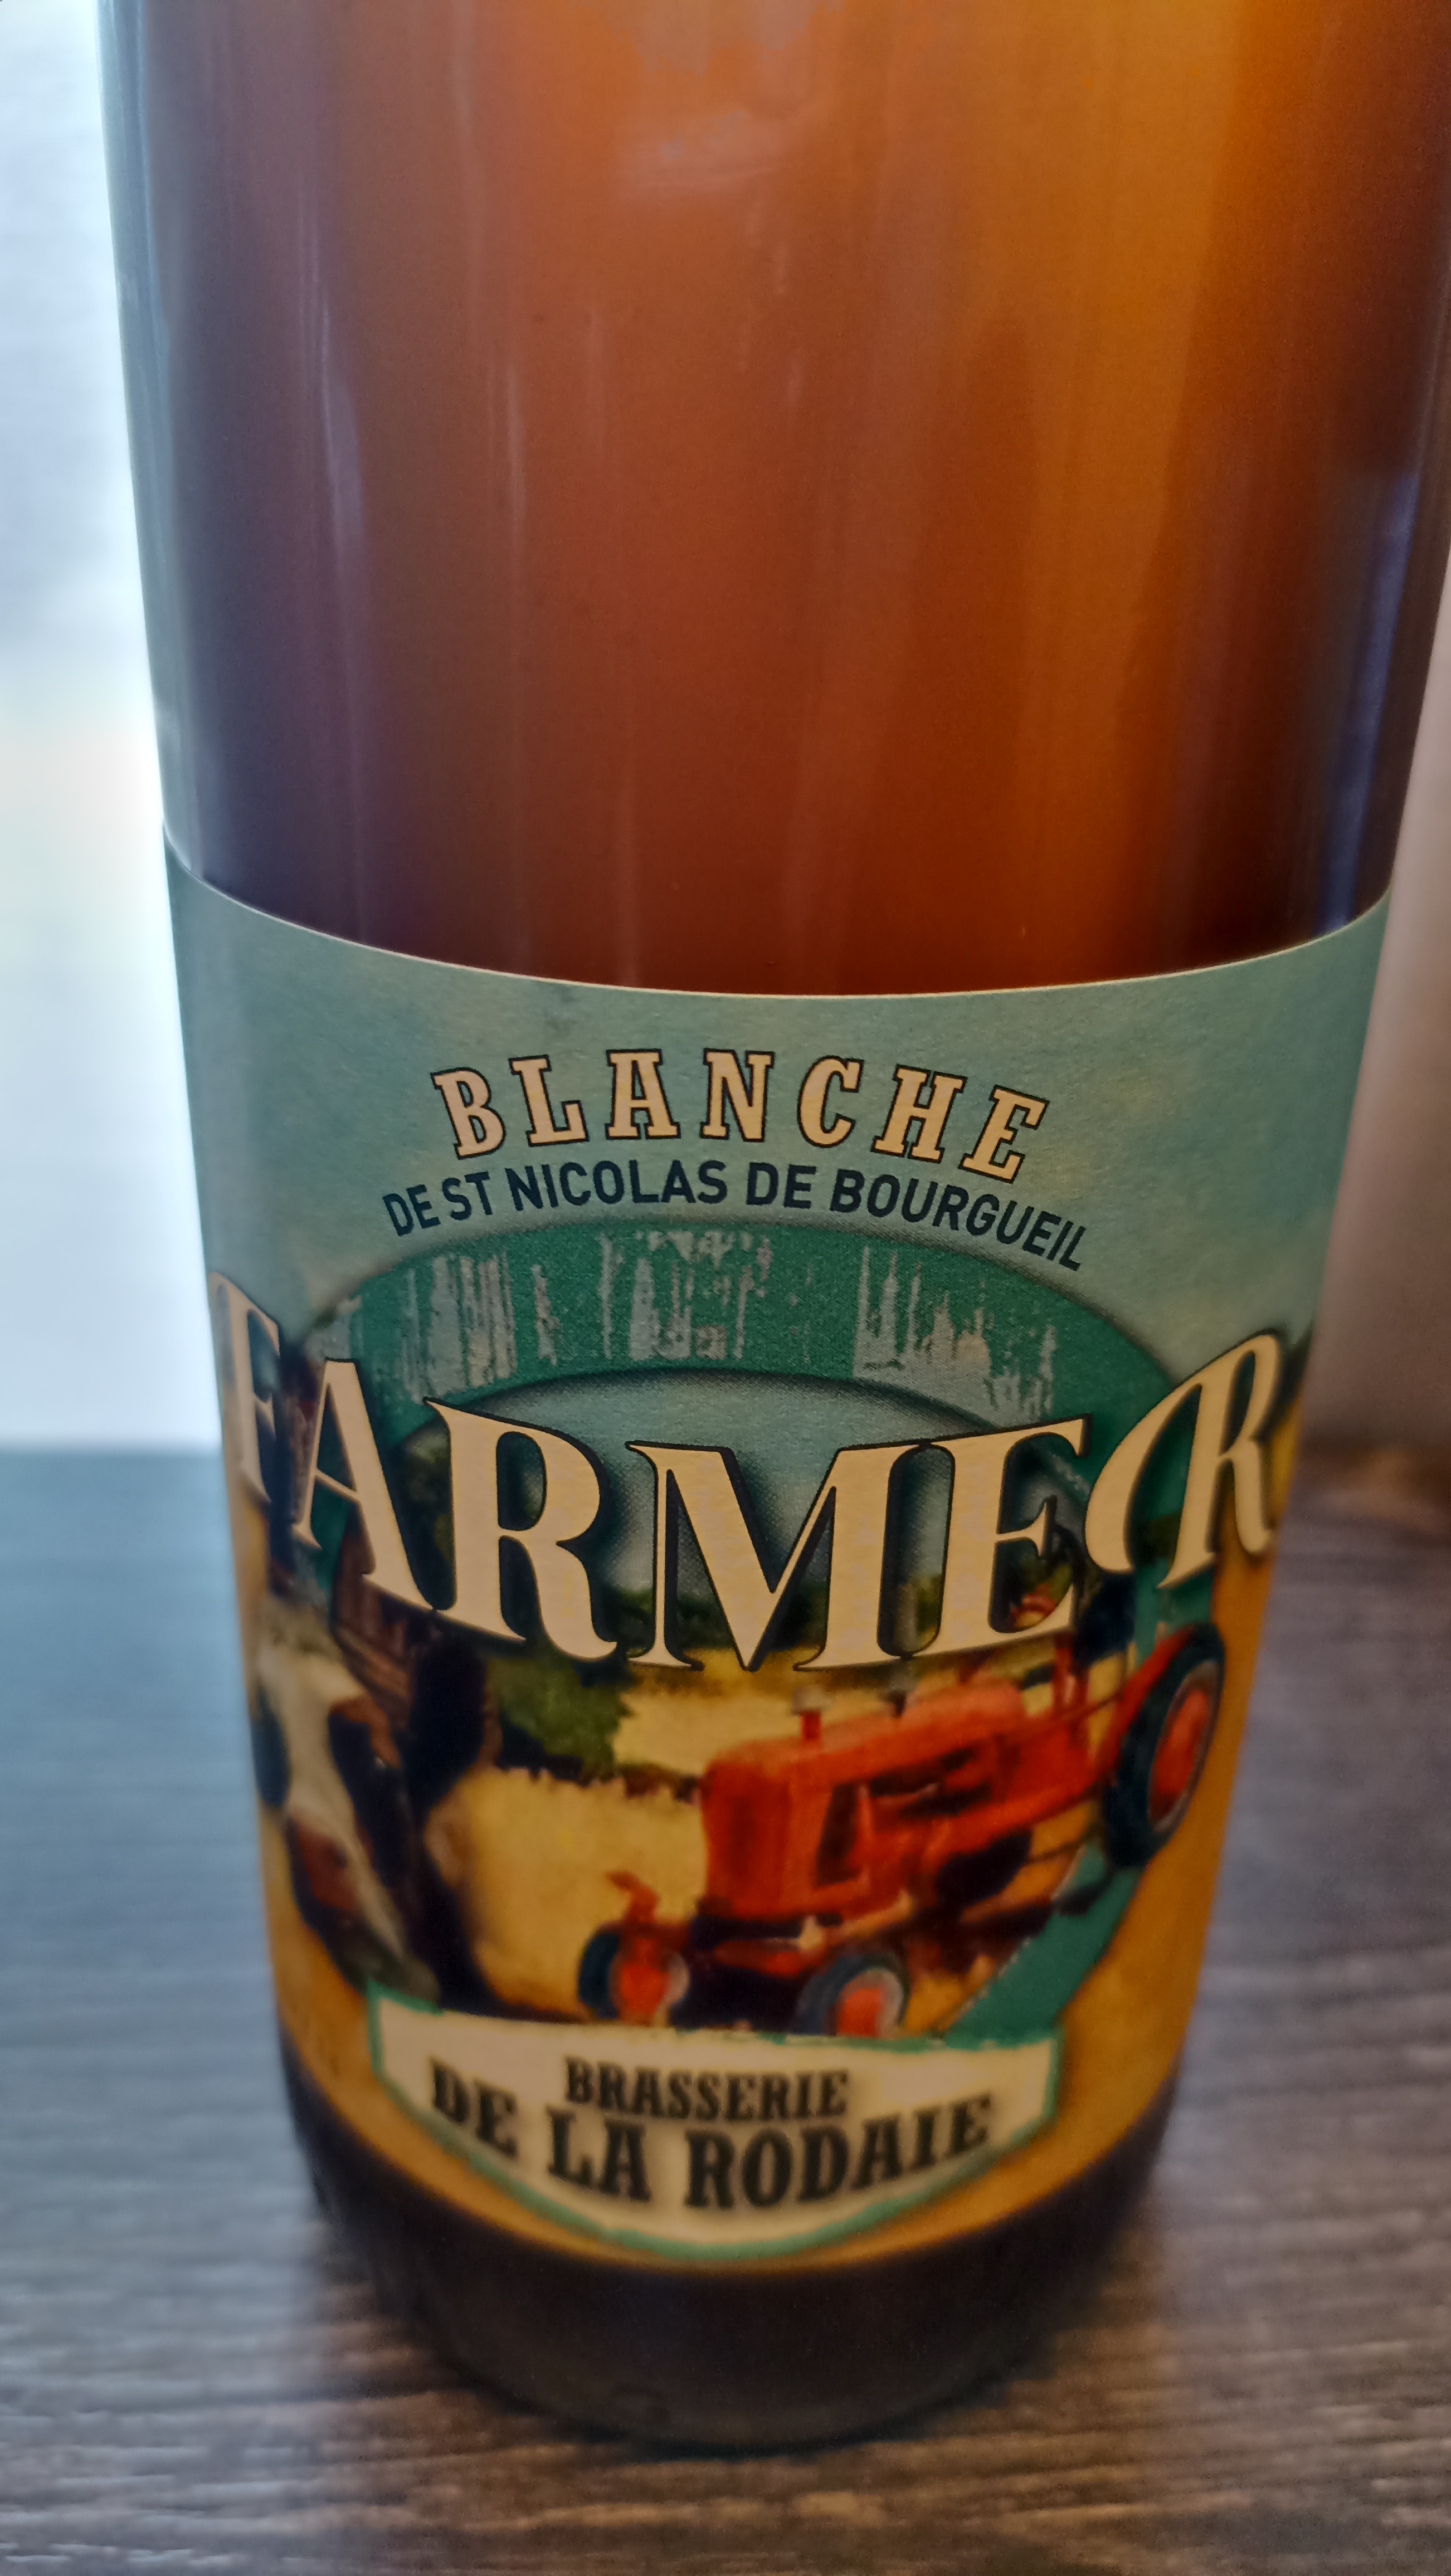 BLANCHE
DE ST NICOLAS DE BOURGUEIL
FARMER
BRASSERIE
DE LA RODAIE